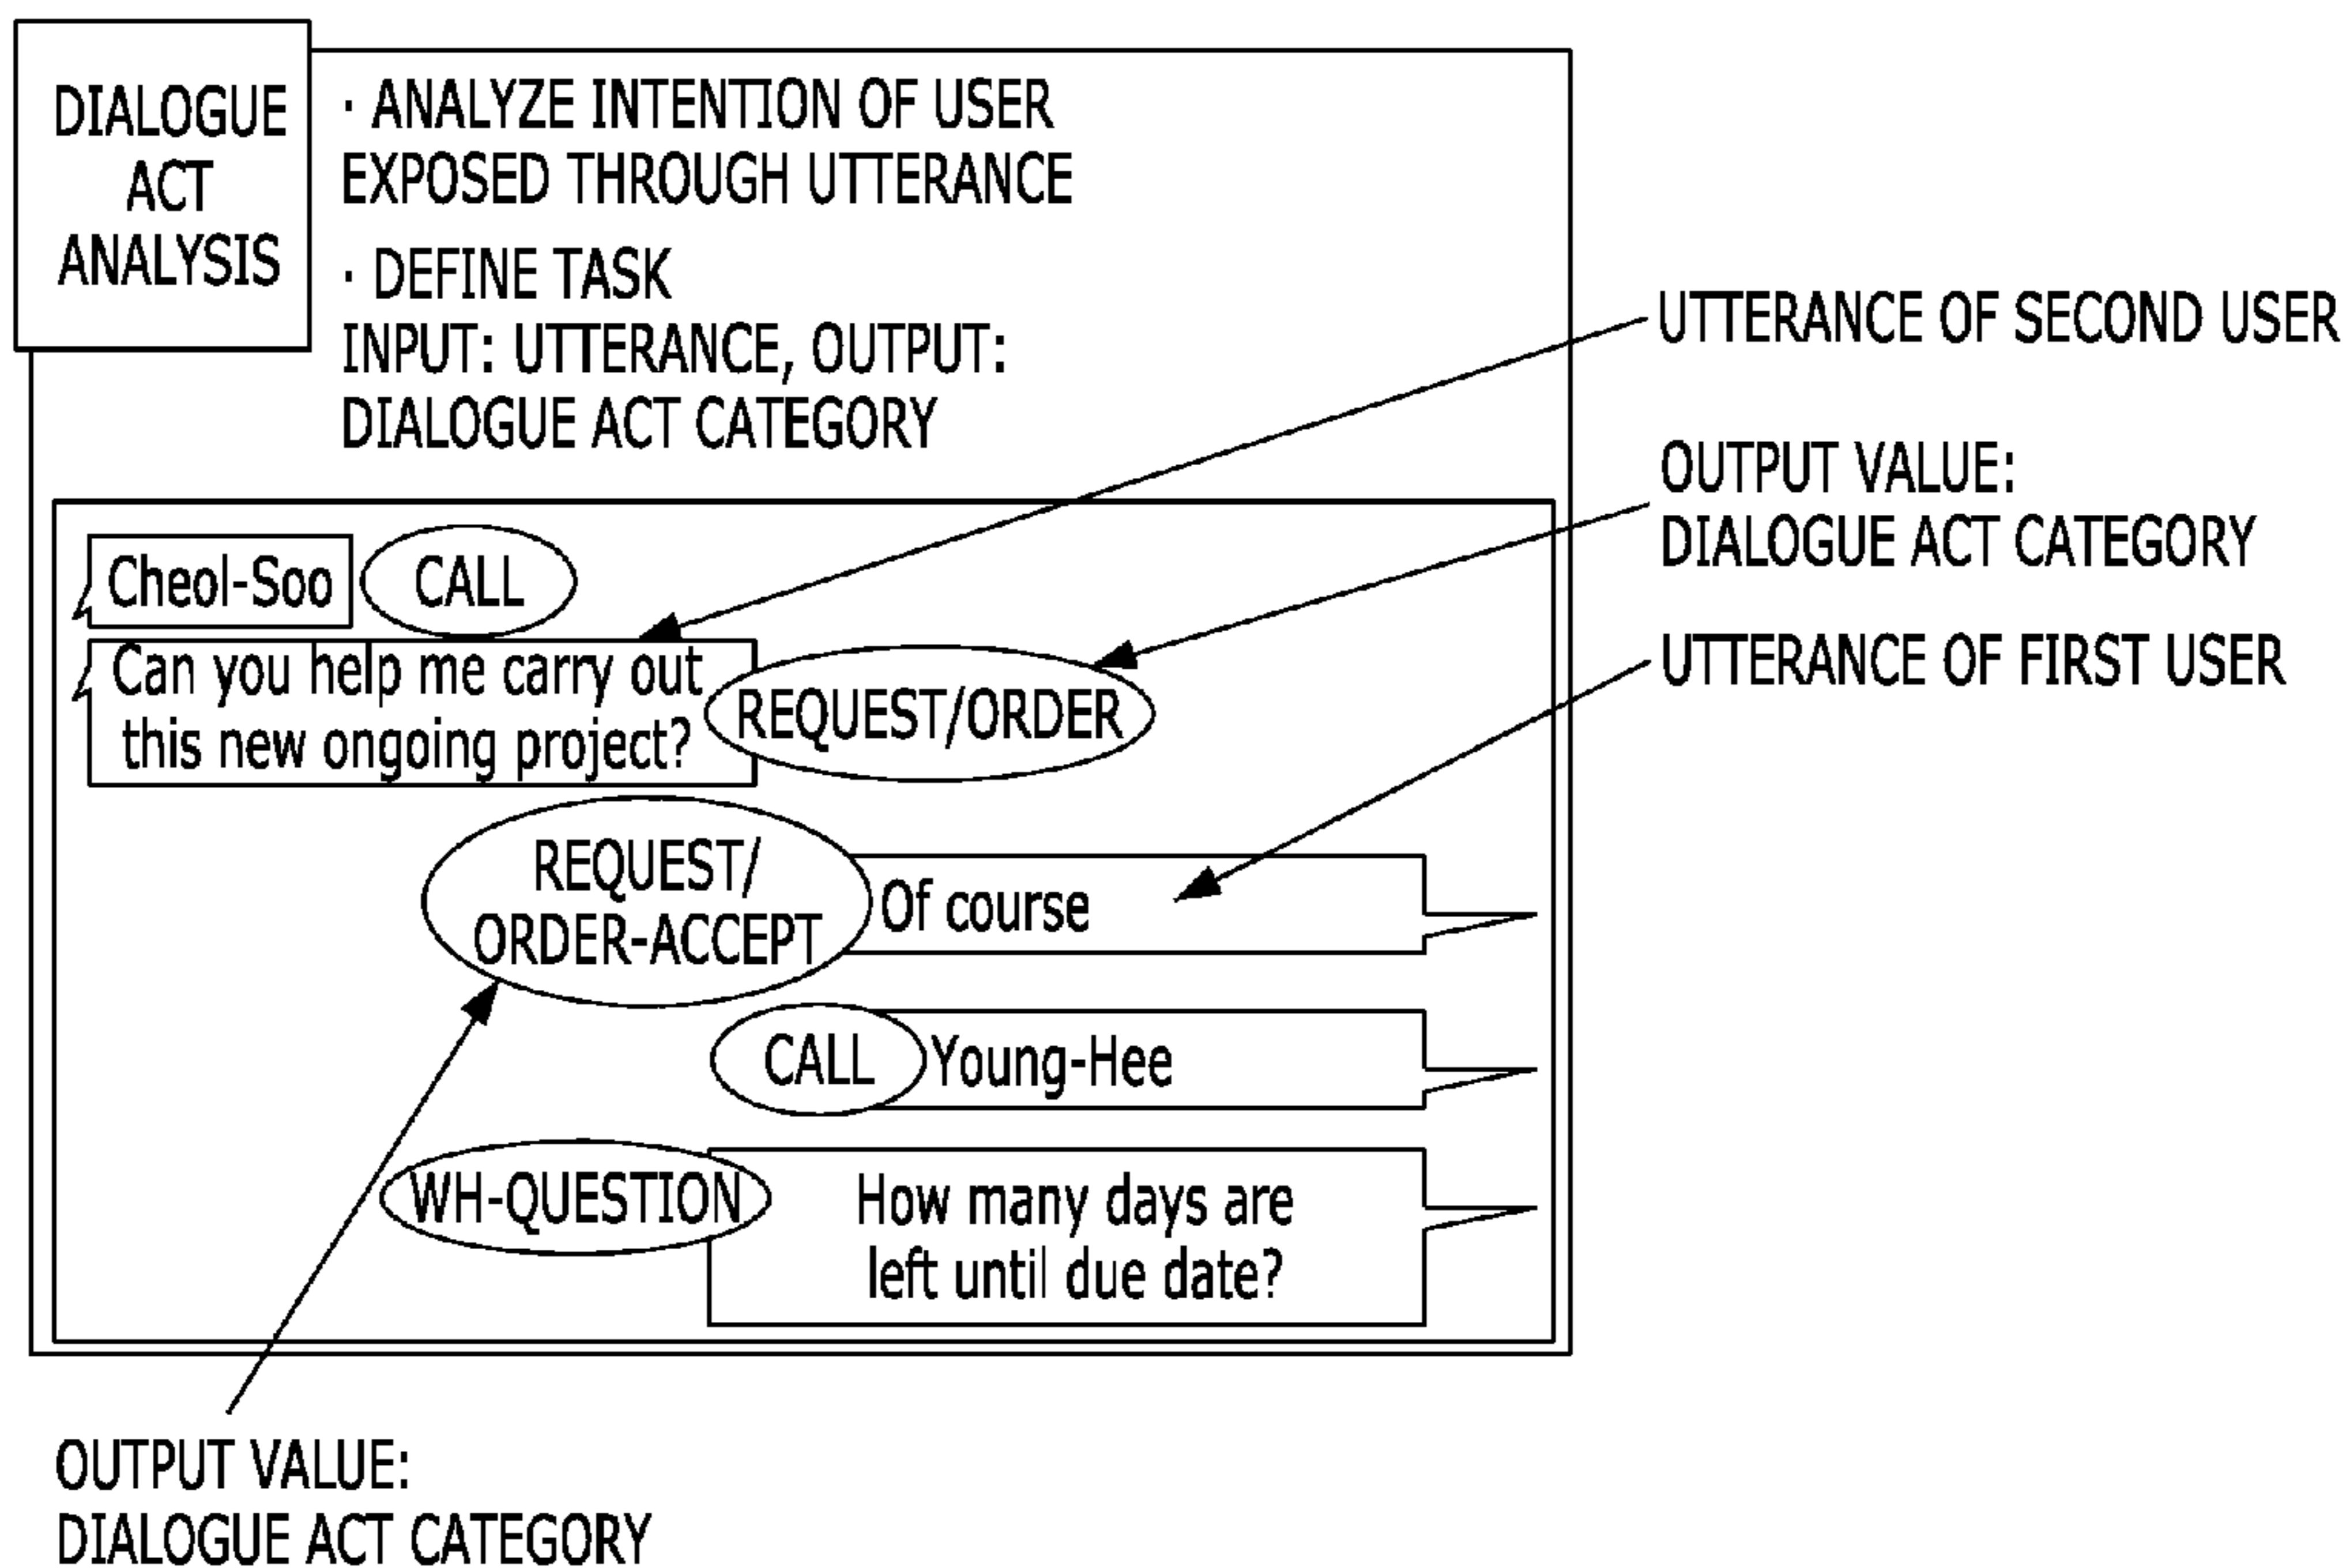 DIALOGUE
ACT
ANALYSIS
· ANALYZE INTENTION OF USER
EXPOSED THROUGH UTTERANCE
· DEFINE TASK
INPUT: UTTERANCE, OUTPUT:
DIALOGUE ACT CATEGORY
UTTERANCE OF SECOND USER
OUTPUT VALUE:
DIALOGUE ACT CATEGORY
UTTERANCE OF FIRST USER
Cheol-Soo CALL
Can you help me carry out
this new ongoing project?
REQUEST/ORDER
REQUEST/
ORDER-ACCEPT
Of course
CALL Young-Hee
WH-QUESTION
How many days are
left until due date?
OUTPUT VALUE:
DIALOGUE ACT CATEGORY